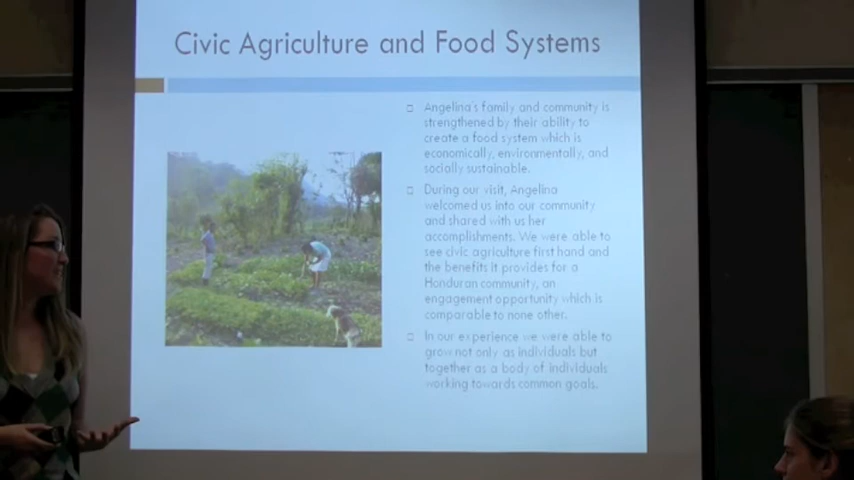 Civic Agriculture and Food Systems
Angelina's family and community is
strengthened by their ability to
create a food system which is
economically, environmentally, and
socially sustainable.
During our visit, Angelina
welcomed us into our community
and shared with us her
accomplishments. We were able to
see civic agriculture first hand and
the benefits it provides for a
Honduran community, an
engagement opportunity which is
comparable to none other.
In our experience we were able to
grow not only as individuals but
together as a body of individuals
working towards common goals.